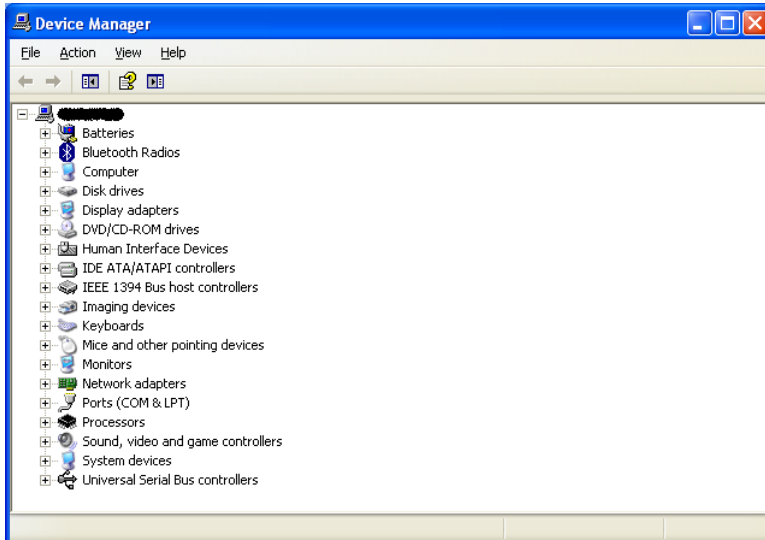 Device Manager
File Action View Help
Batteries
Bluetooth Radios
Computer
Disk drives
Display adapters
DVD/CD-ROM drives
Human Interface Devices
IDE ATA/ATAPI controllers
IEEE 1394 Bus host controllers
Imaging devices
Keyboards
Mice and other pointing devices
Monitors
Network adapters
Ports (COM & LPT)
Processors
Sound, video and game controllers
System devices
Universal Serial Bus controllers